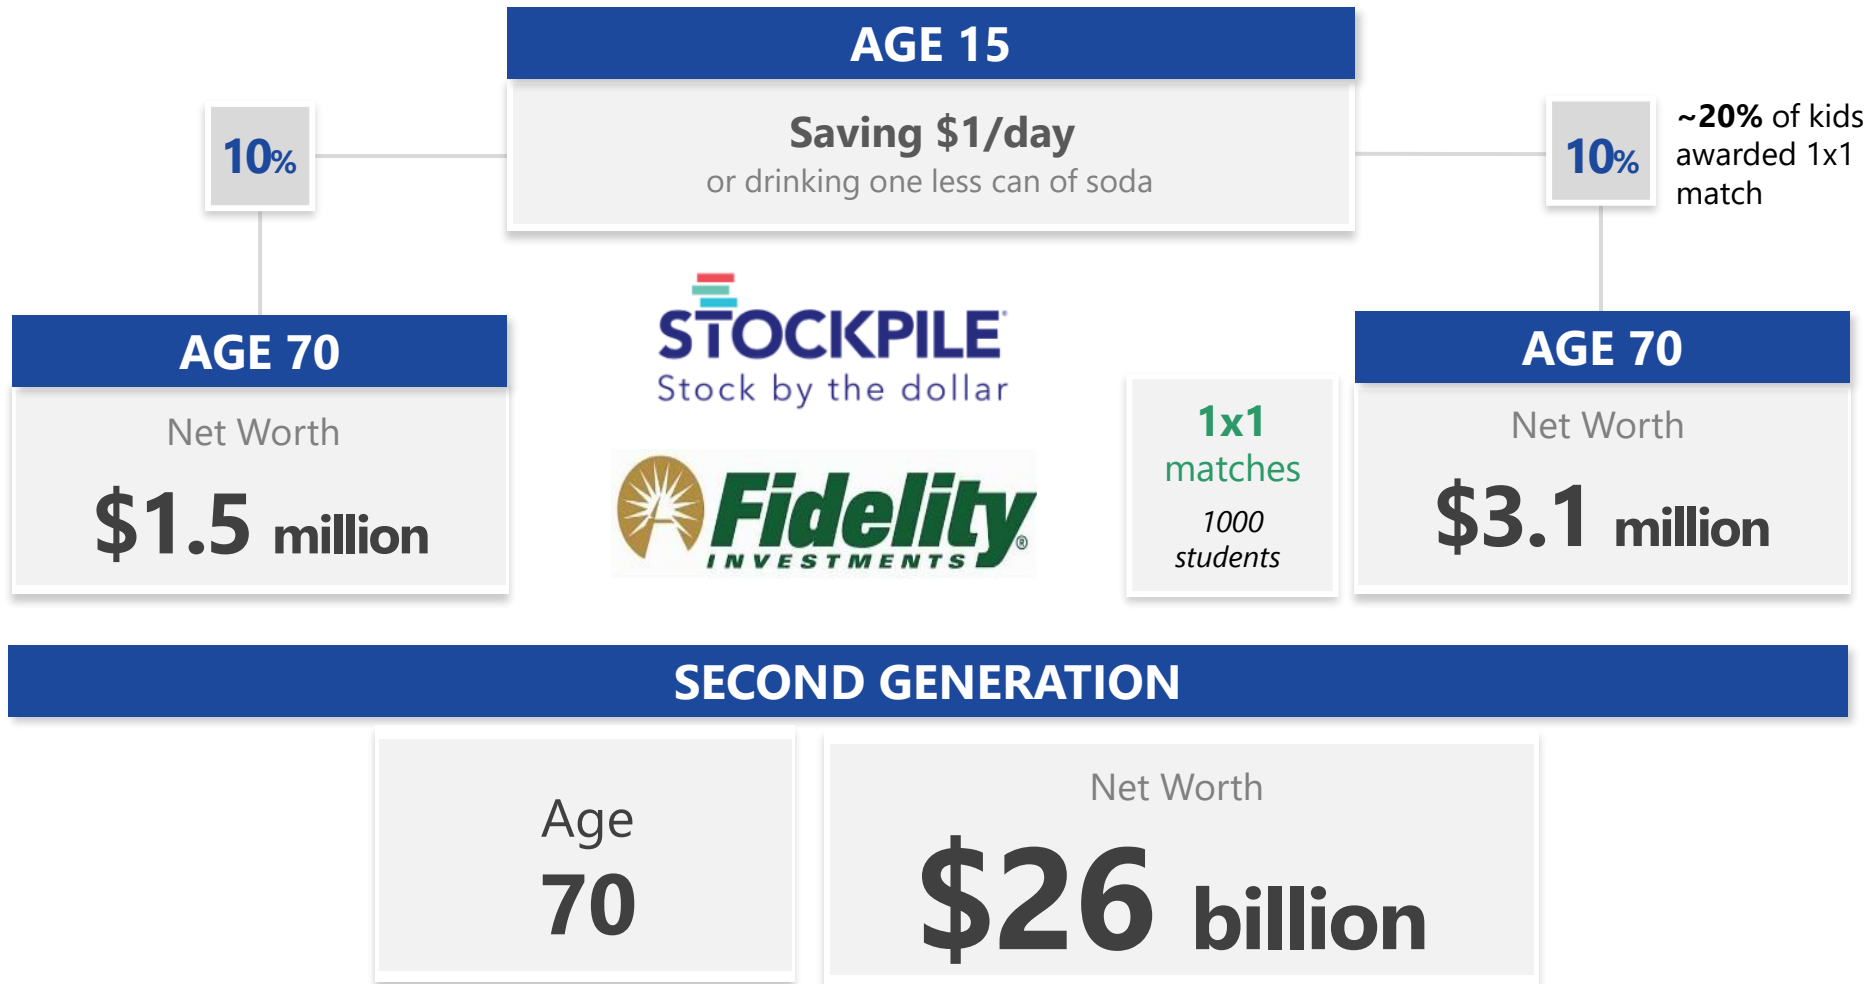 AGE 15
Saving $1/day
or drinking one less can of soda
10%
10%
~20% of kids
awarded 1x1
match
AGE 70
Net Worth
$1.5 million
STOCKPILE
Stock by the dollar
Fidelity®
INVESTMENTS
1x1
matches
1000
students
AGE 70
Net Worth
$3.1 million
SECOND GENERATION
Age
70
Net Worth
$26 billion